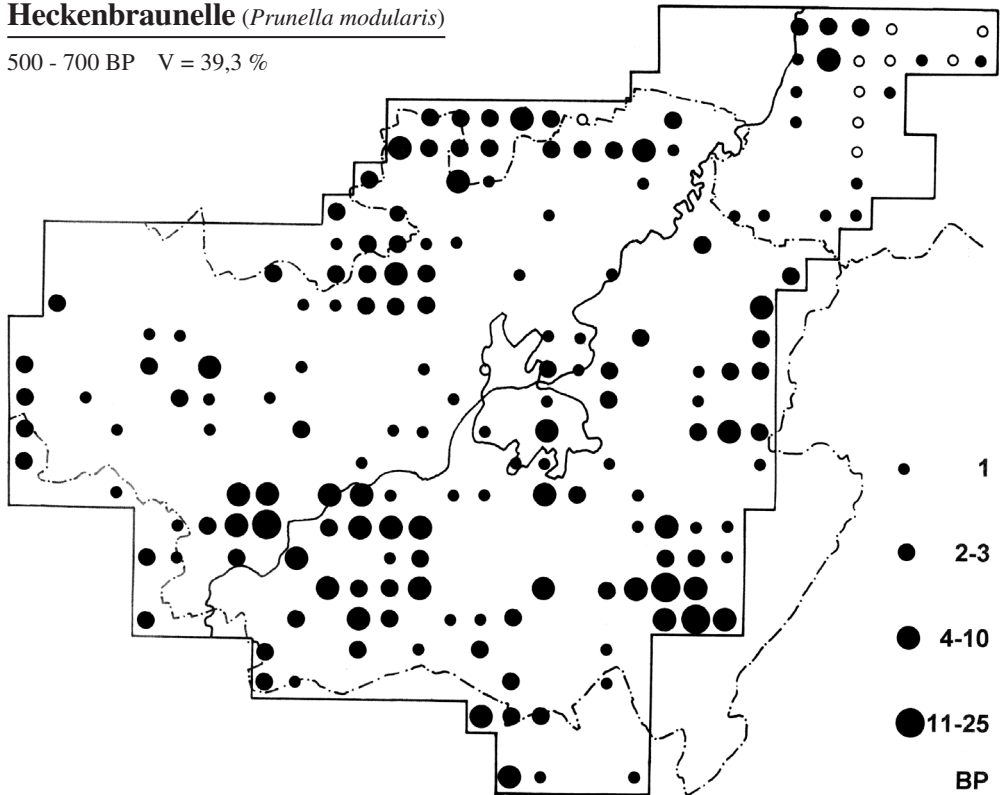 Heckenbraunelle (Prunella modularis)
500 - 700 BP V = 39,3 %
1
2-3
4-10
11-25
BP